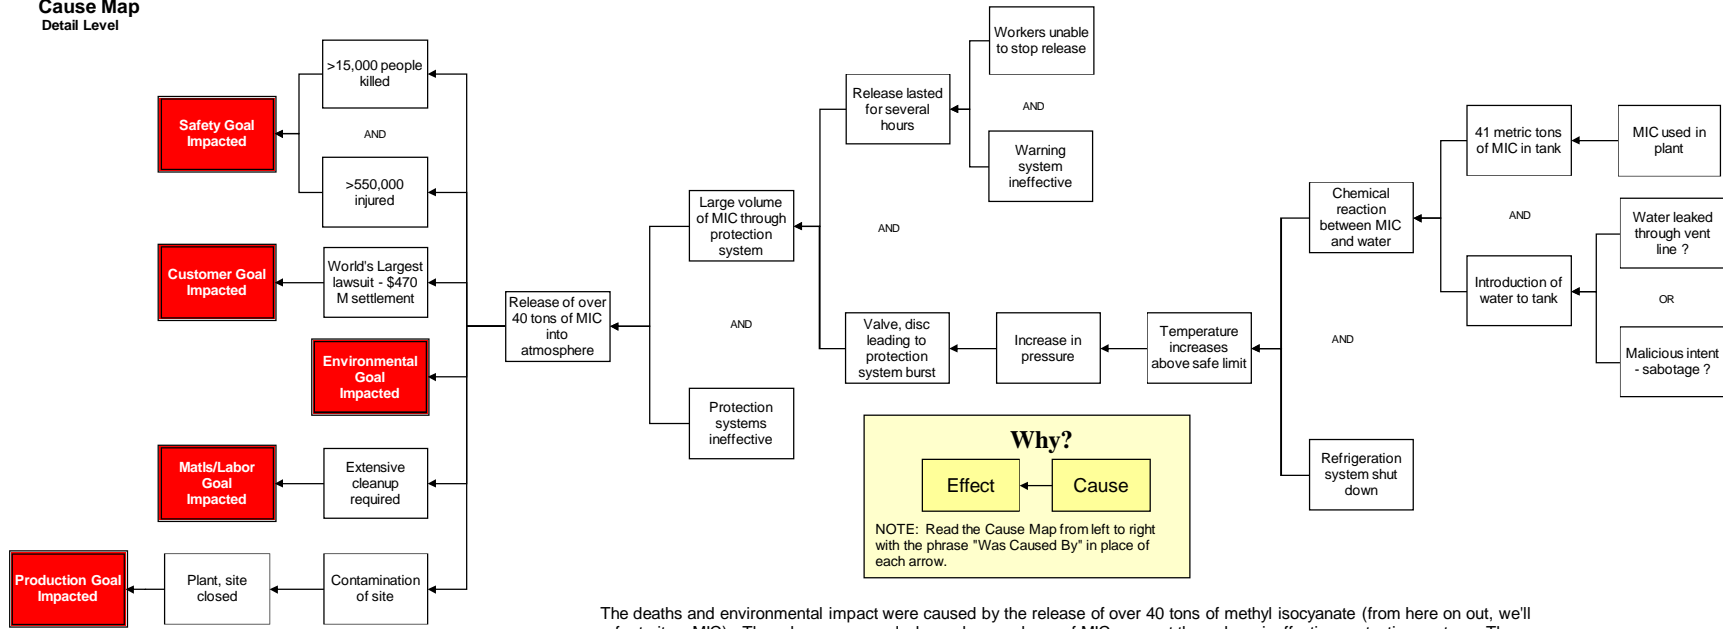 Cause Map
Detail Level
Safety Goal
Impacted
>15,000 people
killed
AND
>550,000
injured
Customer Goal
Impacted
World's Largest
lawsuit - $470
M settlement
Environmental
Goal
Impacted
Matls/Labor
Goal
Impacted
Extensive
cleanup
required
Production Goal
Impacted
Plant, site
closed
Contamination
of site
Release of over
40 tons of MIC
into
atmosphere
Large volume
of MIC through
protection
system
AND
Protection
systems
ineffective
Release lasted
for several
hours
AND
Valve, disc
leading to
protection
system burst
Workers unable
to stop release
AND
Warning
system
ineffective
Increase in
pressure
Temperature
increases
above safe limit
Chemical
reaction
between MIC
and water
AND
Refrigeration
system shut
down
41 metric tons
of MIC in tank
AND
Introduction of
water to tank
MIC used in
plant
Water leaked
through vent
line ?
OR
Malicious intent
- sabotage ?
Why?
Effect
Cause
NOTE: Read the Cause Map from left to right
with the phrase "Was Caused By" in place of
each arrow.
The deaths and environmental impact were caused by the release of over 40 tons of methyl isocyanate (from here on out, we'll